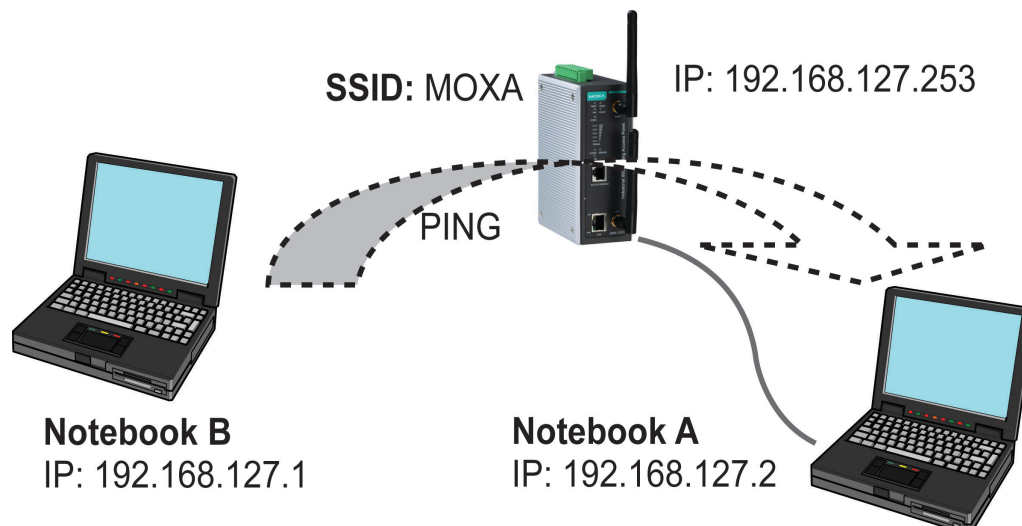 SSID: MOXA
IP: 192.168.127.253
MOXA
PING
Notebook B
IP: 192.168.127.1
Notebook A
IP: 192.168.127.2